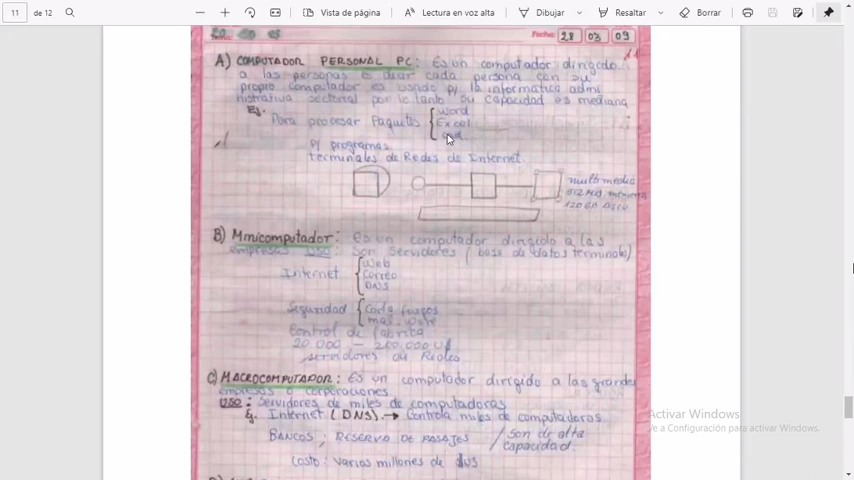 11 de 12
Vista de página
Lectura en voz alta
Dibujar
Resaltar
Borrar
Fecha: 28 03 09
A) COMPUTADOR PERSONAL PC: Es un computador dirigido
a las personas es decir cada persona con su
propio computador es usado p/ la informática admi
nistrativa sectorial por lo tanto su capacidad es mediana
Ej.
Para procesar Paquetes { Word
Excel
p/ programas
terminales de Redes de Internet
multimedia
512 memoria
120 GB Disco
B) Minicomputador: Es un computador dirigido a las
empresas USO: Son Servidores (base de datos terminale)
Internet { Web
Correo
DNS
Seguridad { Corta fuegos
Control de fabrica
20.000 – 200.000
servidores de Redes
C) MACROCOMPUTADOR: Es un computador dirigido a las grandes
empresas o corporaciones.
USO: Servidores de miles de computadoras
Ej. Internet (DNS). → Controla miles de computadoras
BANCOS; RESERVA DE PASAJES / Son de alta
capacidad.
Costo: Varios millones de $us
Activar Windows
Ve a Configuración para activar Windows.